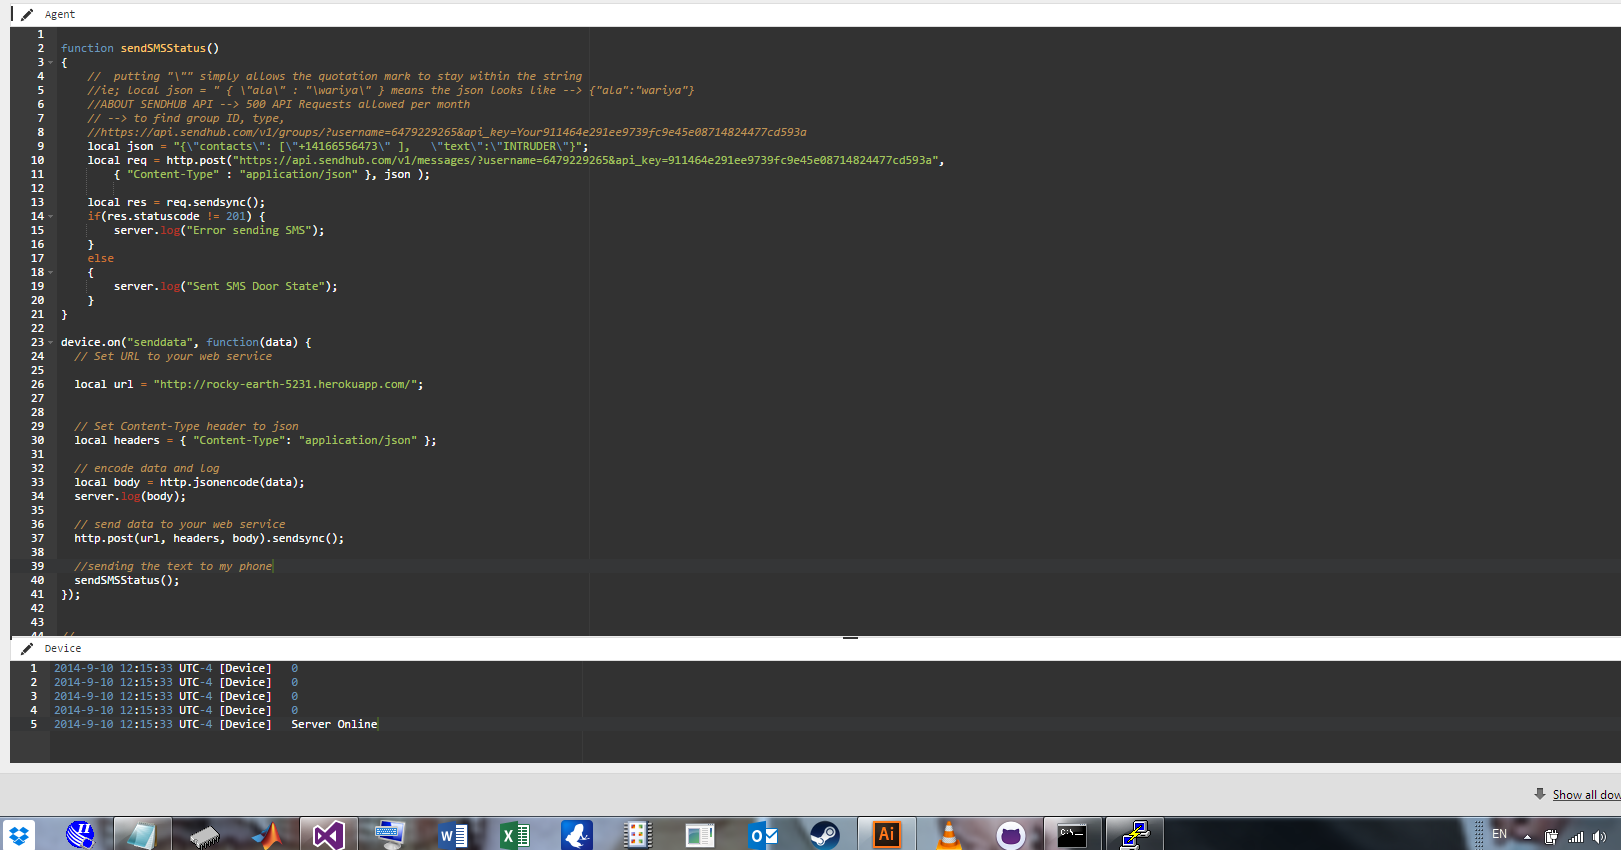 Agent
1
2 function sendSMSStatus()
3 {
4 //  putting "\"" simply allows the quotation mark to stay within the string
5 //ie; local json = " { \"ala\" : "\wariya\" } means the json looks like --> {"ala":"wariya"}
6 //ABOUT SENDHUB API --> 500 API Requests allowed per month
7 // --> to find group ID, type,
8 //https://api.sendhub.com/v1/groups/?username=6479229265&api_key=Your911464e291ee9739fc9e45e08714824477cd593a
9 local json = "{\"contacts\": [\"+14166556473\" ],   \"text\":\"INTRUDER\"}";
10 local req = http.post("https://api.sendhub.com/v1/messages/?username=6479229265&api_key=911464e291ee9739fc9e45e08714824477cd593a",
11 { "Content-Type" : "application/json" }, json );
12
13 local res = req.sendsync();
14 if(res.statuscode != 201) {
15 server.log("Error sending SMS");
16 }
17 else
18 {
19 server.log("Sent SMS Door State");
20 }
21 }
22
23 device.on("senddata", function(data) {
24 // Set URL to your web service
25
26 local url = "http://rocky-earth-5231.herokuapp.com/";
27
28
29 // Set Content-Type header to json
30 local headers = { "Content-Type": "application/json" };
31
32 // encode data and log
33 local body = http.jsonencode(data);
34 server.log(body);
35
36 // send data to your web service
37 http.post(url, headers, body).sendsync();
38
39 //sending the text to my phone
40 sendSMSStatus();
41 });
42
43
44 //
Device
1 2014-9-10 12:15:33 UTC-4 [Device] 0
2 2014-9-10 12:15:33 UTC-4 [Device] 0
3 2014-9-10 12:15:33 UTC-4 [Device] 0
4 2014-9-10 12:15:33 UTC-4 [Device] 0
5 2014-9-10 12:15:33 UTC-4 [Device] Server Online
Show all dow
Ai
C:\_
EN